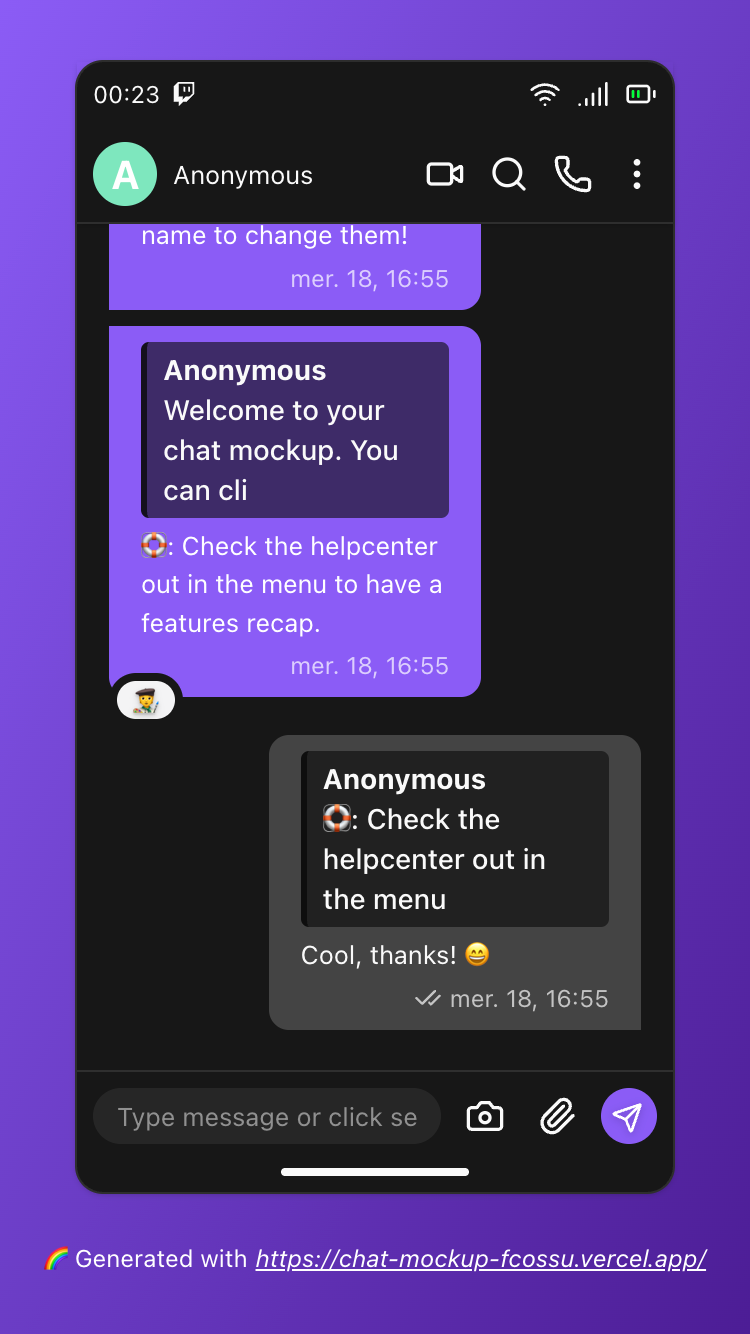 00:23
A
Anonymous
name to change them!
mer. 18, 16:55
Anonymous
Welcome to your
chat mockup. You
can cli
🛟: Check the helpcenter
out in the menu to have a
features recap.
mer. 18, 16:55
Anonymous
🛟: Check the
helpcenter out in
the menu
Cool, thanks! 😄
mer. 18, 16:55
Type message or click se
🌈 Generated with https://chat-mockup-fcossu.vercel.app/